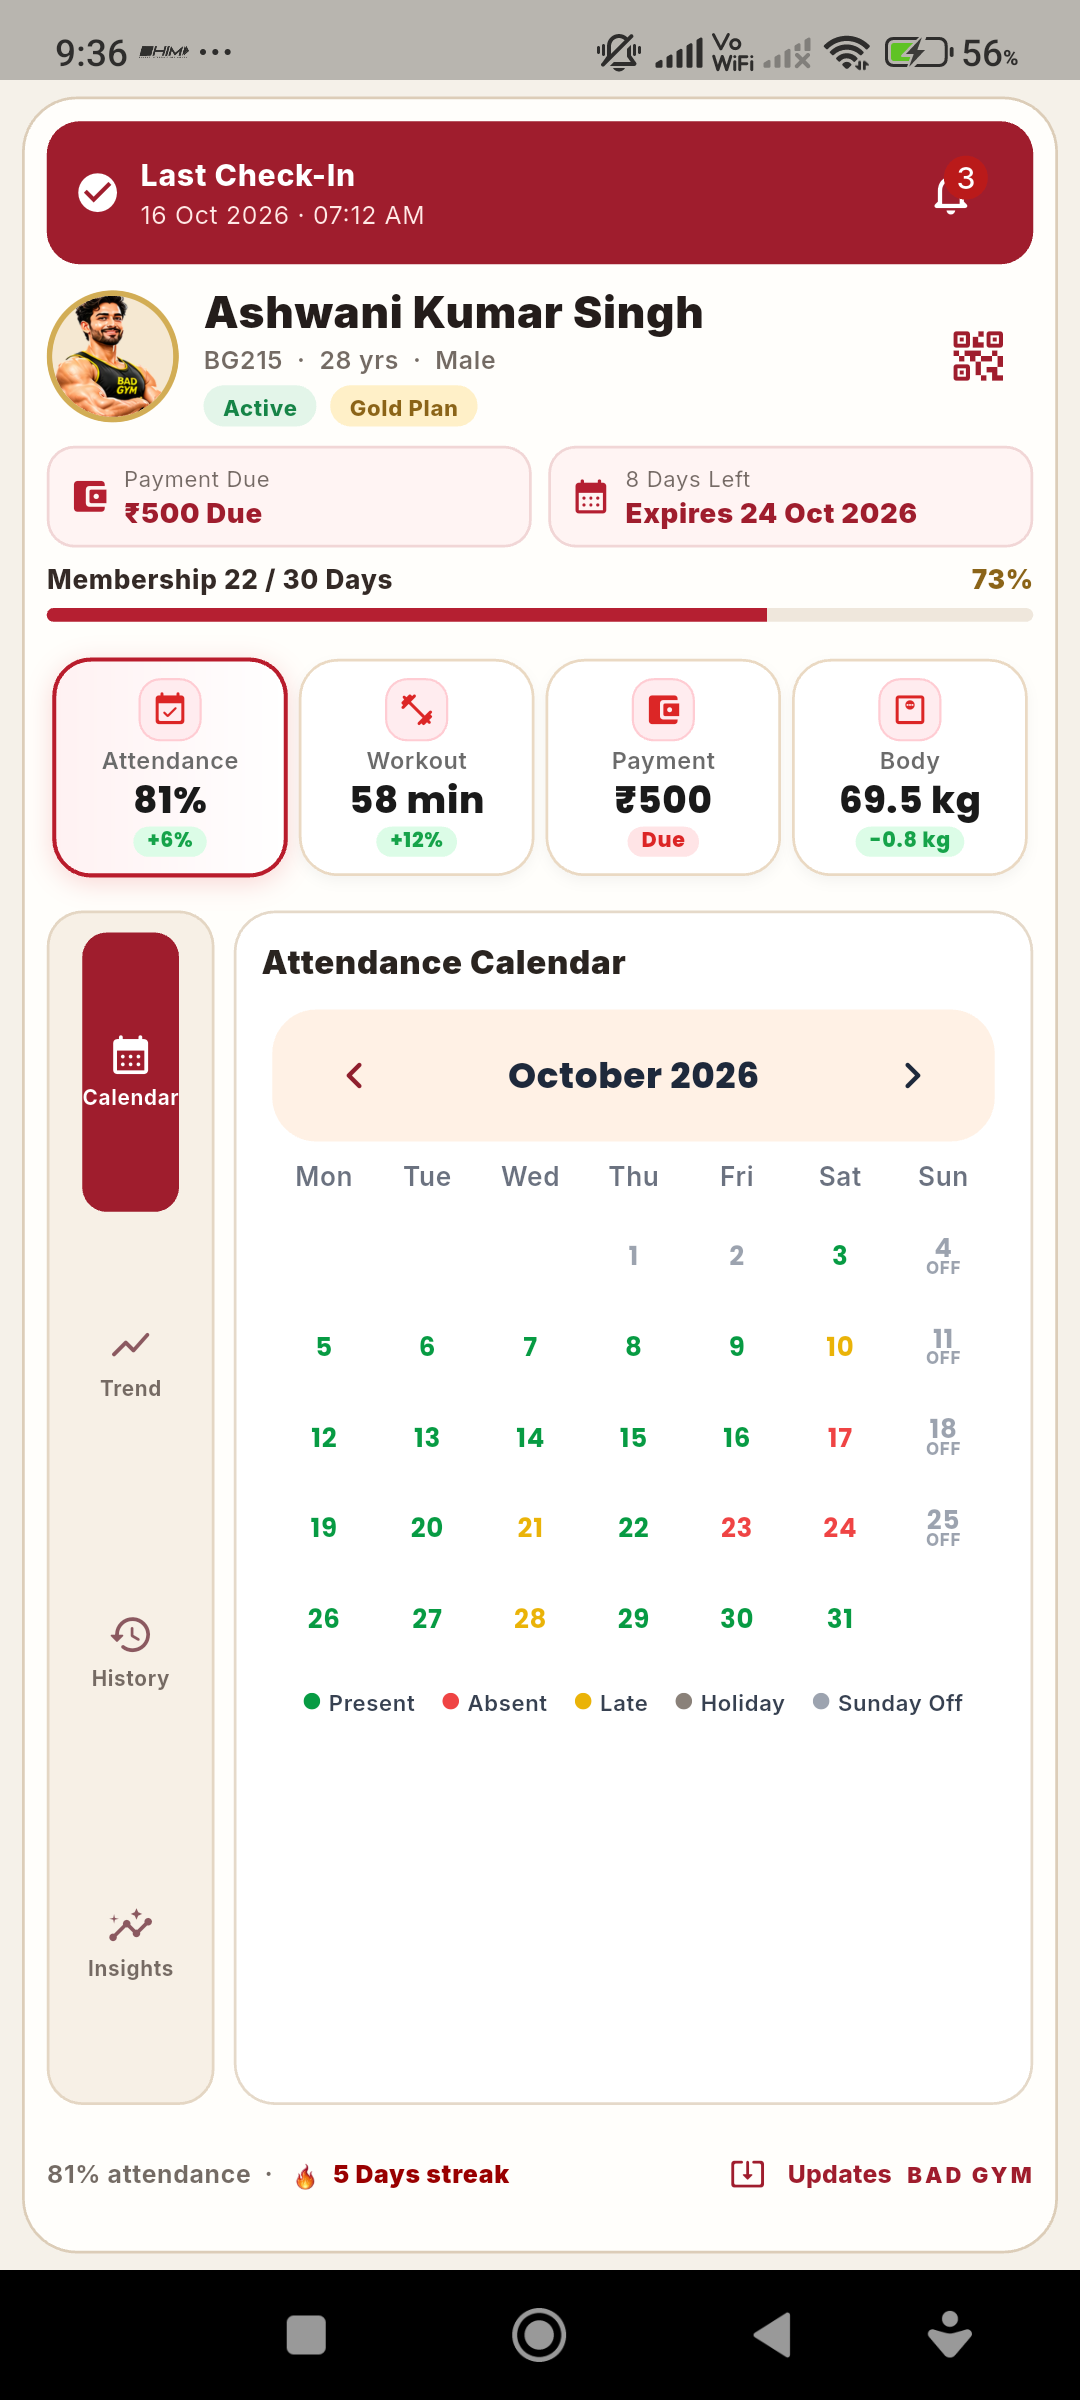 9:36 BHIM ··· Vo WiFi 56%
Last Check-In
16 Oct 2026 · 07:12 AM
3
Ashwani Kumar Singh
BG215 · 28 yrs · Male
BAD GYM
Active Gold Plan
Payment Due
₹500 Due
8 Days Left
Expires 24 Oct 2026
Membership 22 / 30 Days 73%
Attendance
81%
+6%
Workout
58 min
+12%
Payment
₹500
Due
Body
69.5 kg
−0.8 kg
Calendar
Trend
History
Insights
Attendance Calendar
October 2026
Mon Tue Wed Thu Fri Sat Sun
1 2 3 4 OFF
5 6 7 8 9 10 11 OFF
12 13 14 15 16 17 18 OFF
19 20 21 22 23 24 25 OFF
26 27 28 29 30 31
Present Absent Late Holiday Sunday Off
81% attendance · 🔥 5 Days streak
Updates BAD GYM